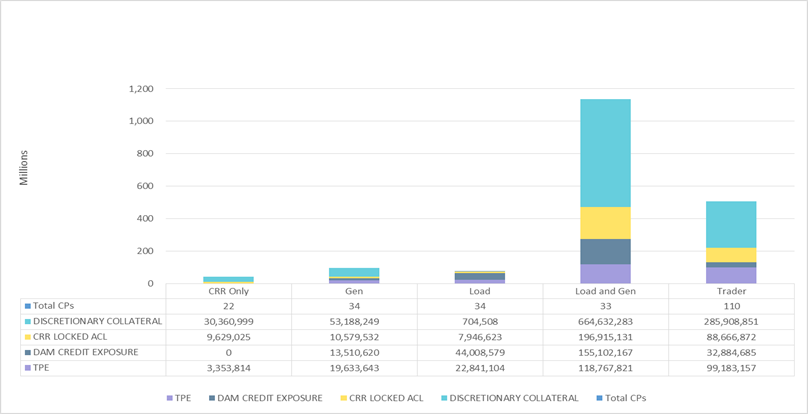 1,200
1,000
800
600
400
200
0
Millions
CRR Only Gen Load Load and Gen Trader
Total CPs 22 34 34 33 110
DISCRETIONARY COLLATERAL 30,360,999 53,188,249 704,508 664,632,283 285,908,851
CRR LOCKED ACL 9,629,025 10,579,532 7,946,623 196,915,131 88,666,872
DAM CREDIT EXPOSURE 0 13,510,620 44,008,579 155,102,167 32,884,685
TPE 3,353,814 19,633,643 22,841,104 118,767,821 99,183,157
TPE DAM CREDIT EXPOSURE CRR LOCKED ACL DISCRETIONARY COLLATERAL Total CPs